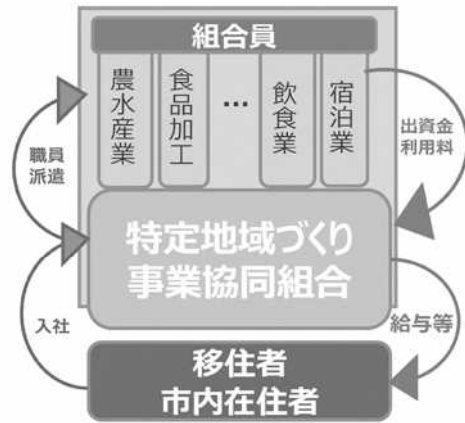 組合員
農水産業
食品加工
…
飲食業
宿泊業
職員
派遣
出資金
利用料
特定地域づくり
事業協同組合
入社
給与等
移住者
市内在住者